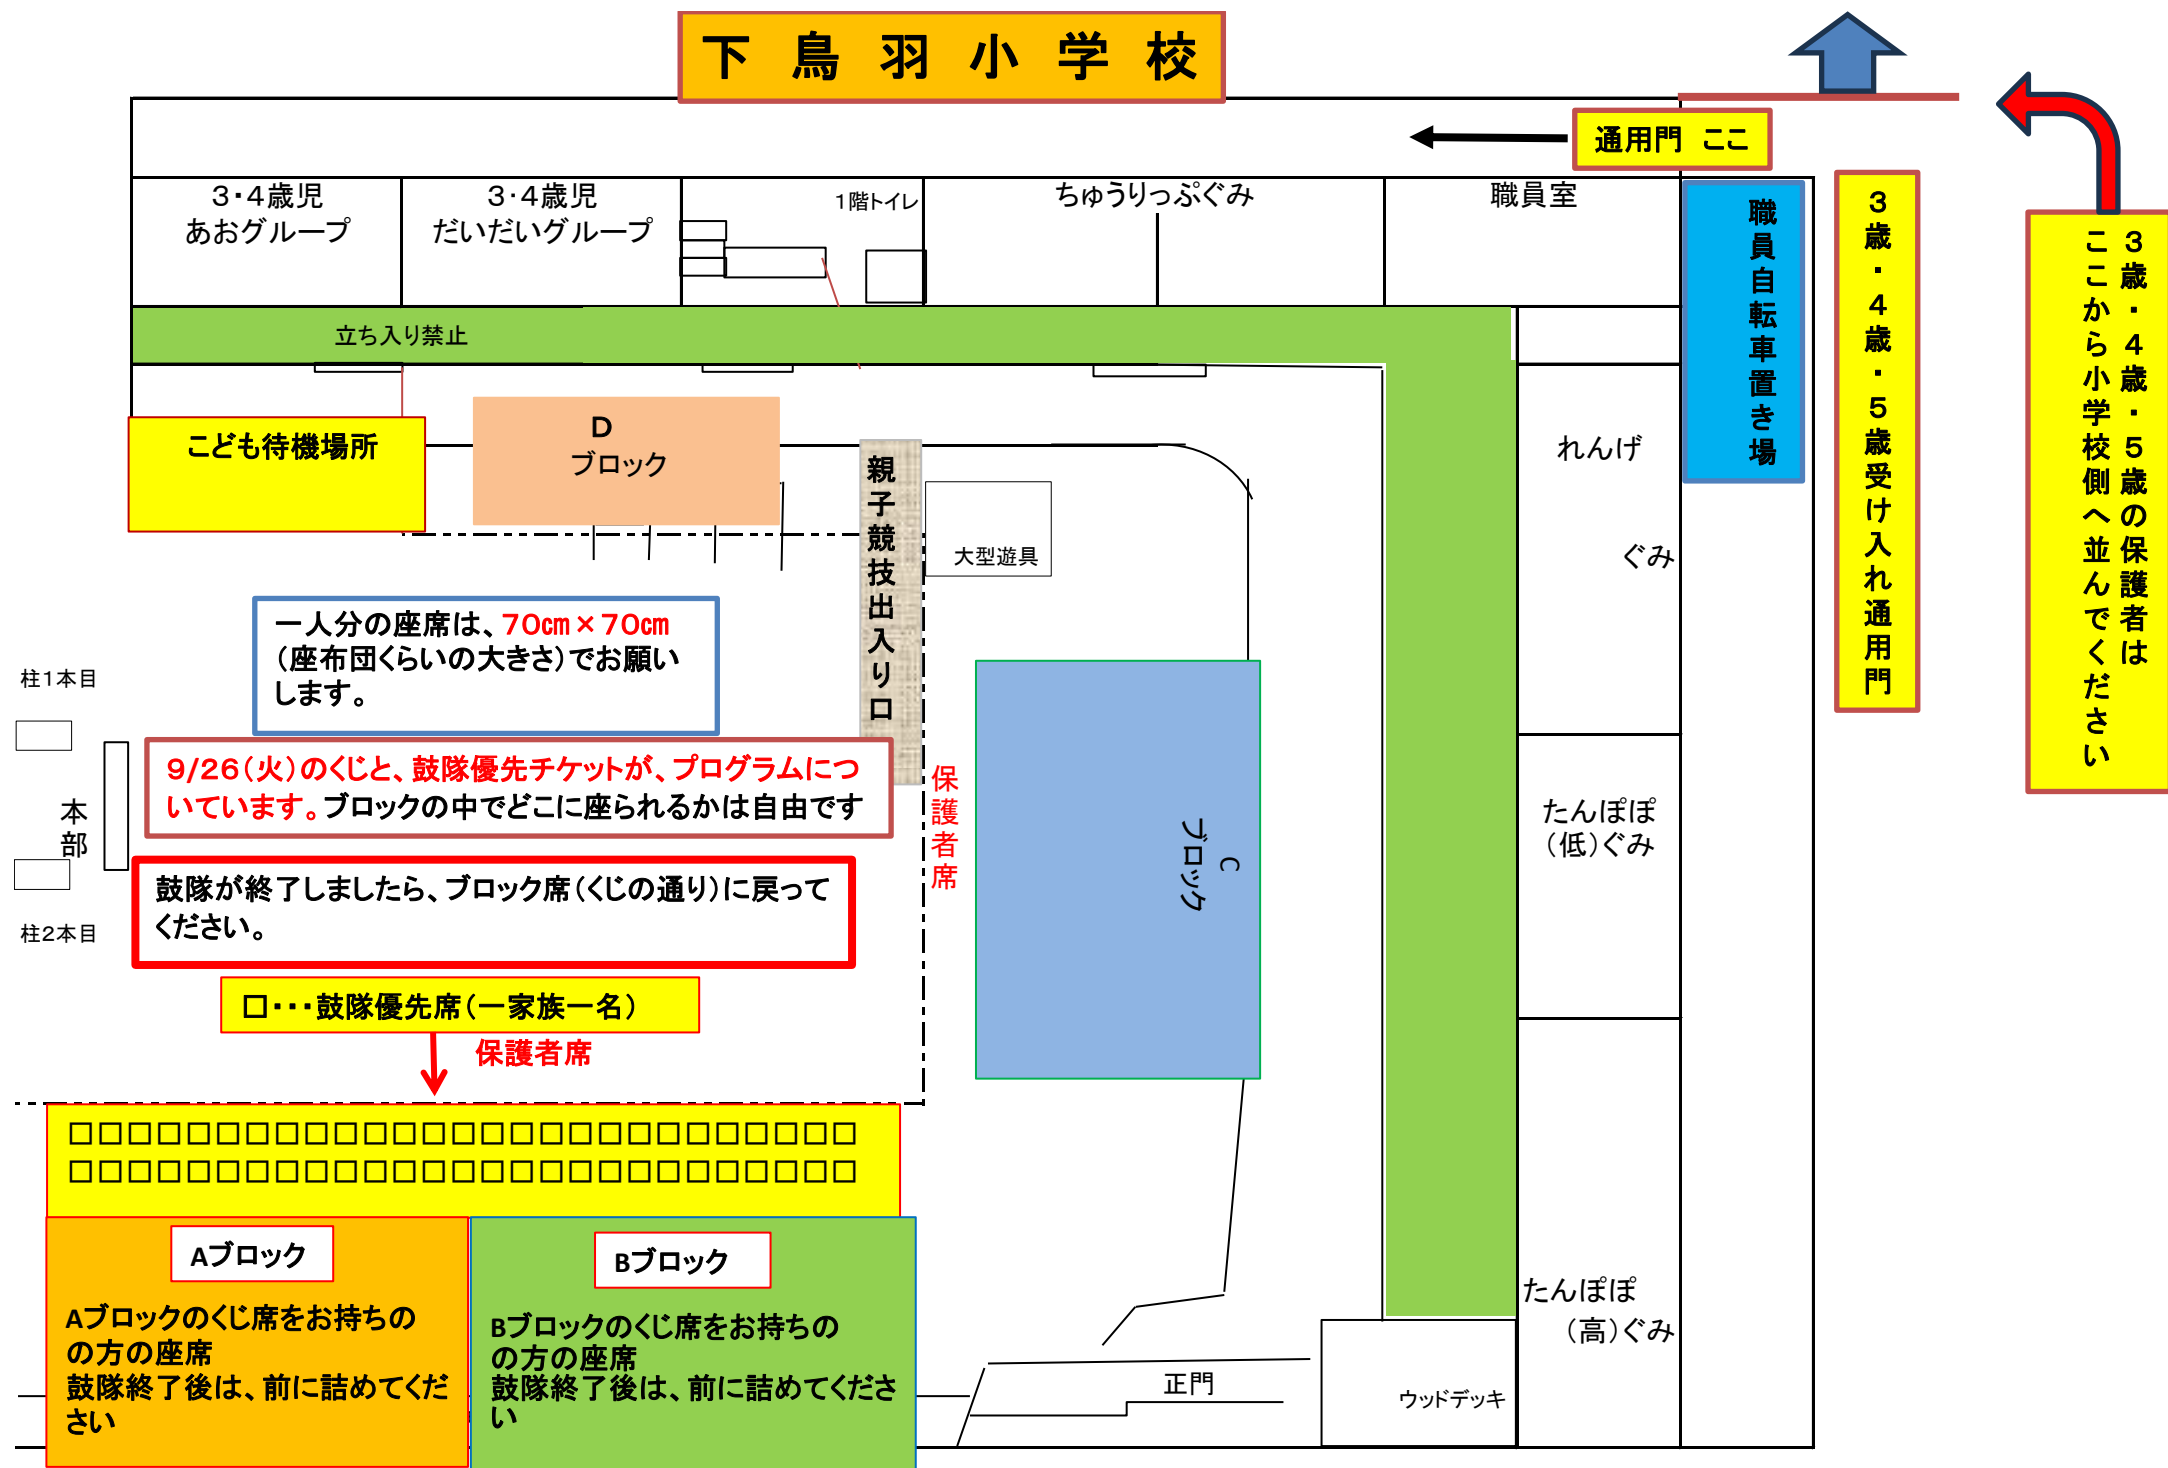 下鳥羽小学校
通用門　ここ
3・4歳児
あおグループ
3・4歳児
だいだいグループ
1階トイレ
ちゅうりっぷぐみ
職員室
職員自転車置き場
3歳・4歳・5歳受け入れ通用門
3歳・4歳・5歳の保護者は
ここから小学校側へ並んでください
立ち入り禁止
こども待機場所
D
ブロック
親子競技出入り口
大型遊具
れんげ
ぐみ
一人分の座席は、70㎝×70㎝
（座布団くらいの大きさ）でお願い
します。
柱1本目
9/26（火）のくじと、鼓隊優先チケットが、プログラムにつ
いています。ブロックの中でどこに座られるかは自由です
保護者席
本部
C
ブロック
たんぽぽ
（低）ぐみ
鼓隊が終了しましたら、ブロック席（くじの通り）に戻って
ください。
柱2本目
□・・・鼓隊優先席（一家族一名）
保護者席
□□□□□□□□□□□□□□□□□□□□□□□□□□□
□□□□□□□□□□□□□□□□□□□□□□□□□□□
Aブロック
Aブロックのくじ席をお持ちの
の方の座席
鼓隊終了後は、前に詰めてくだ
さい
Bブロック
Bブロックのくじ席をお持ちの
の方の座席
鼓隊終了後は、前に詰めてくださ
い
たんぽぽ
（高）ぐみ
正門
ウッドデッキ